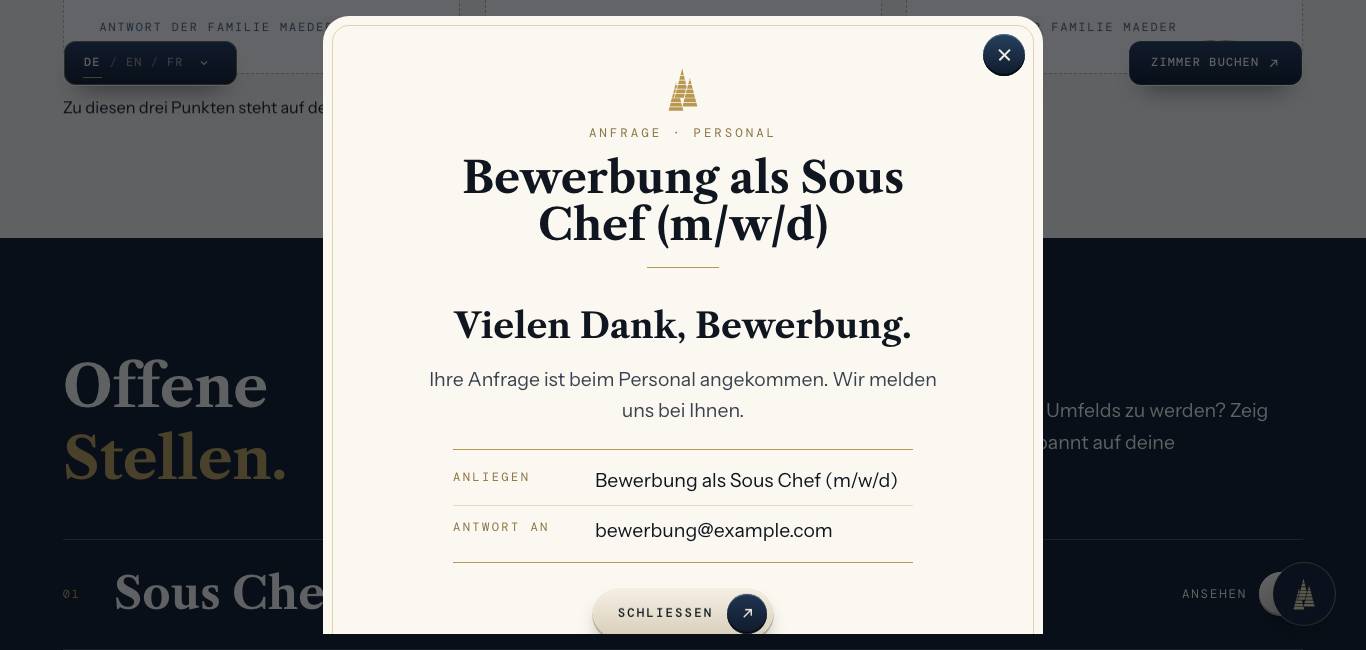 ANTWORT DER FAMILIE MAEDER
FAMILIE MAEDER
DE / EN / FR
ZIMMER BUCHEN
Zu diesen drei Punkten steht auf
ANFRAGE · PERSONAL
Bewerbung als Sous
Chef (m/w/d)
Vielen Dank, Bewerbung.
Ihre Anfrage ist beim Personal angekommen. Wir melden
uns bei Ihnen.
ANLIEGEN
Bewerbung als Sous Chef (m/w/d)
ANTWORT AN
bewerbung@example.com
SCHLIESSEN
Offene
Stellen.
Umfelds zu werden? Zeig
auf deine
01
Sous
ANSEHEN